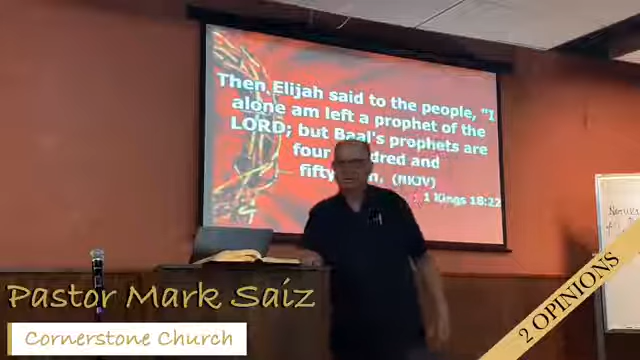 Then Elijah said to the people, "I
alone am left a prophet of the
LORD; but Baal's prophets are
four and
(NKJV)
1 Kings 18:22
Pastor Mark Saiz
Cornerstone Church
2 OPINIONS